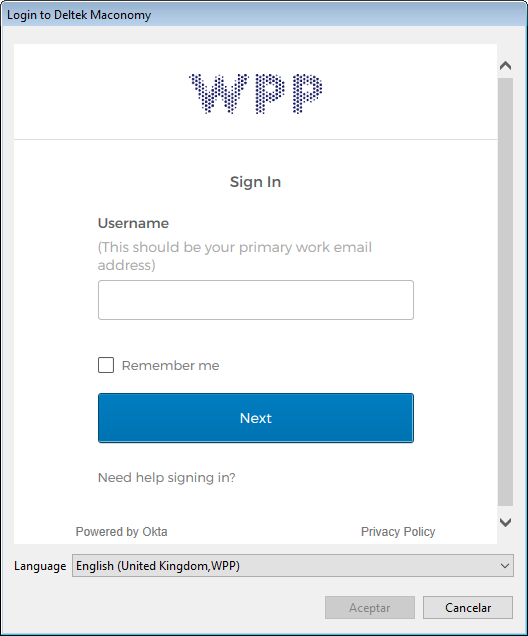 Login to Deltek Maconomy
WPP
Sign In
Username
(This should be your primary work email
address)
Remember me
Next
Need help signing in?
Powered by Okta Privacy Policy
Language English (United Kingdom,WPP)
Aceptar Cancelar